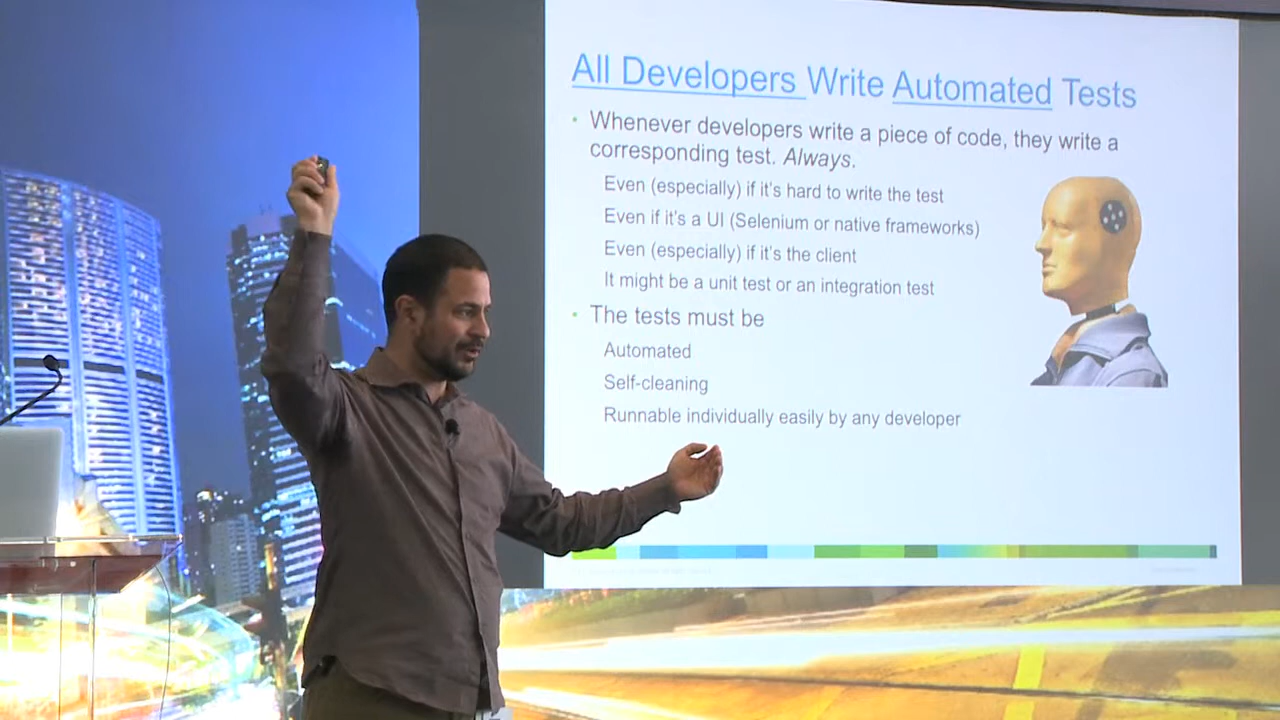 All Developers Write Automated Tests
Whenever developers write a piece of code, they write a
corresponding test. Always.
Even (especially) if it's hard to write the test
Even if it's a UI (Selenium or native frameworks)
Even (especially) if it's the client
It might be a unit test or an integration test
The tests must be
Automated
Self-cleaning
Runnable individually easily by any developer